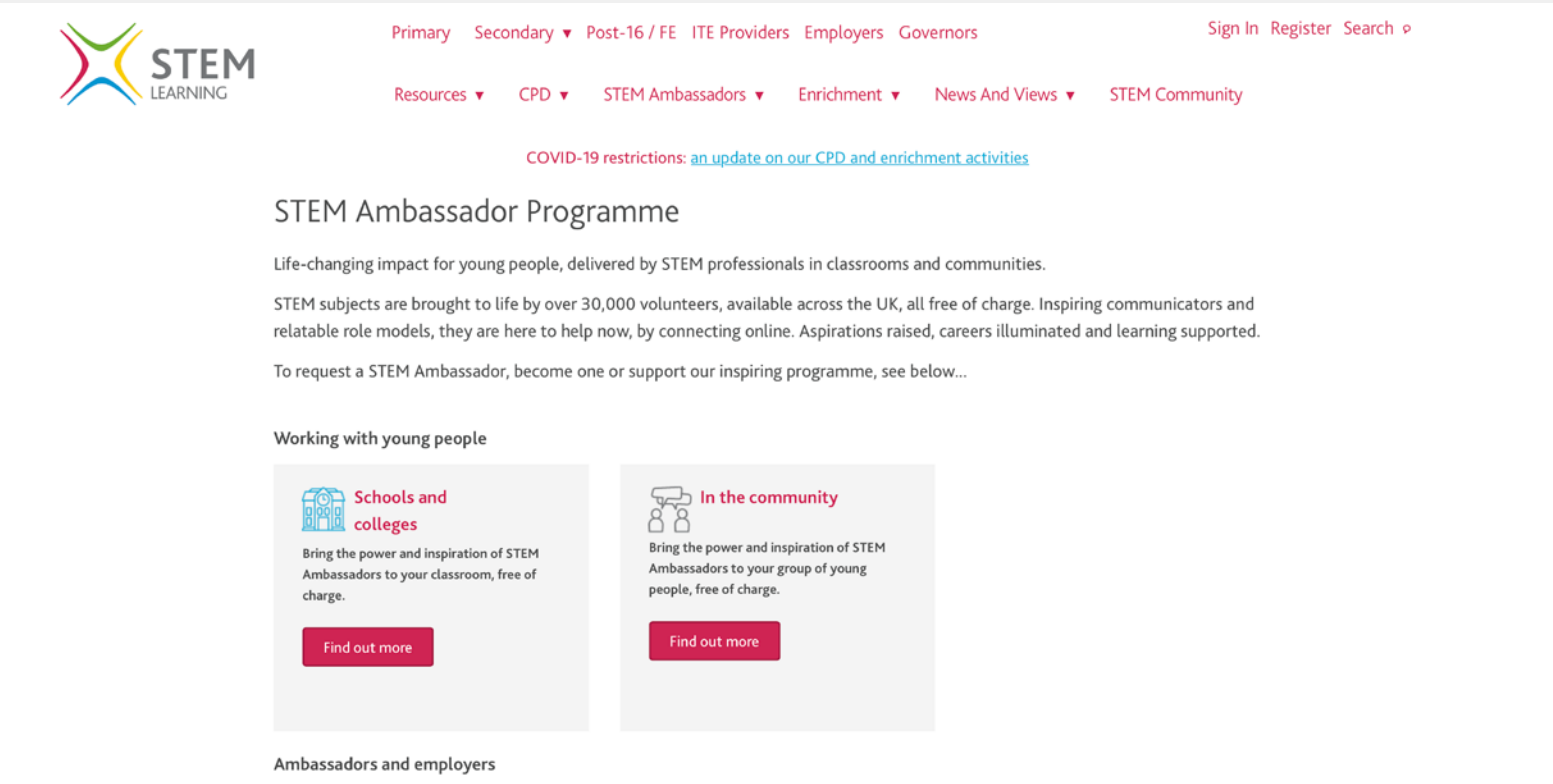 STEM
LEARNING
Primary Secondary ▼ Post-16 / FE ITE Providers Employers Governors
Sign In Register Search
Resources ▼ CPD ▼ STEM Ambassadors ▼ Enrichment ▼ News And Views ▼ STEM Community
COVID-19 restrictions: an update on our CPD and enrichment activities
STEM Ambassador Programme
Life-changing impact for young people, delivered by STEM professionals in classrooms and communities.
STEM subjects are brought to life by over 30,000 volunteers, available across the UK, all free of charge. Inspiring communicators and
relatable role models, they are here to help now, by connecting online. Aspirations raised, careers illuminated and learning supported.
To request a STEM Ambassador, become one or support our inspiring programme, see below...
Working with young people
Schools and
colleges
Bring the power and inspiration of STEM
Ambassadors to your classroom, free of
charge.
Find out more
In the community
Bring the power and inspiration of STEM
Ambassadors to your group of young
people, free of charge.
Find out more
Ambassadors and employers